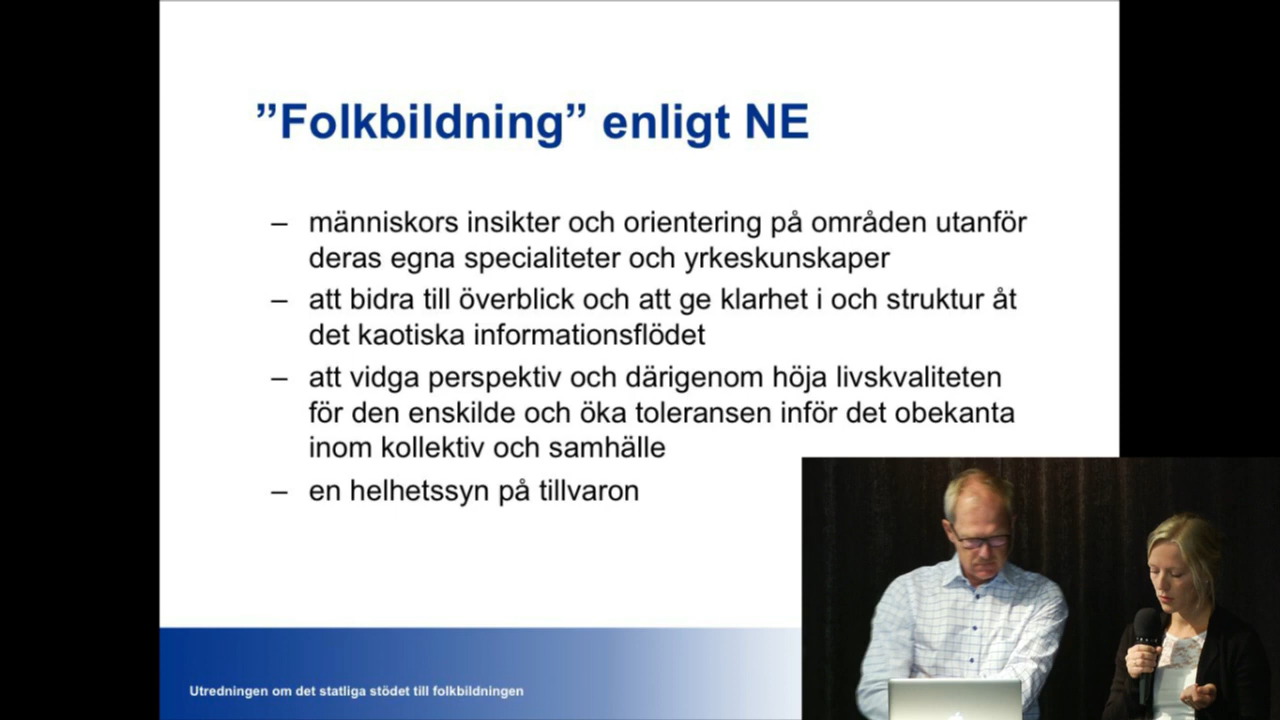 ”Folkbildning” enligt NE
– människors insikter och orientering på områden utanför
deras egna specialiteter och yrkeskunskaper
– att bidra till överblick och att ge klarhet i och struktur åt
det kaotiska informationsflödet
– att vidga perspektiv och därigenom höja livskvaliteten
för den enskilde och öka toleransen inför det obekanta
inom kollektiv och samhälle
– en helhetssyn på tillvaron
Utredningen om det statliga stödet till folkbildningen